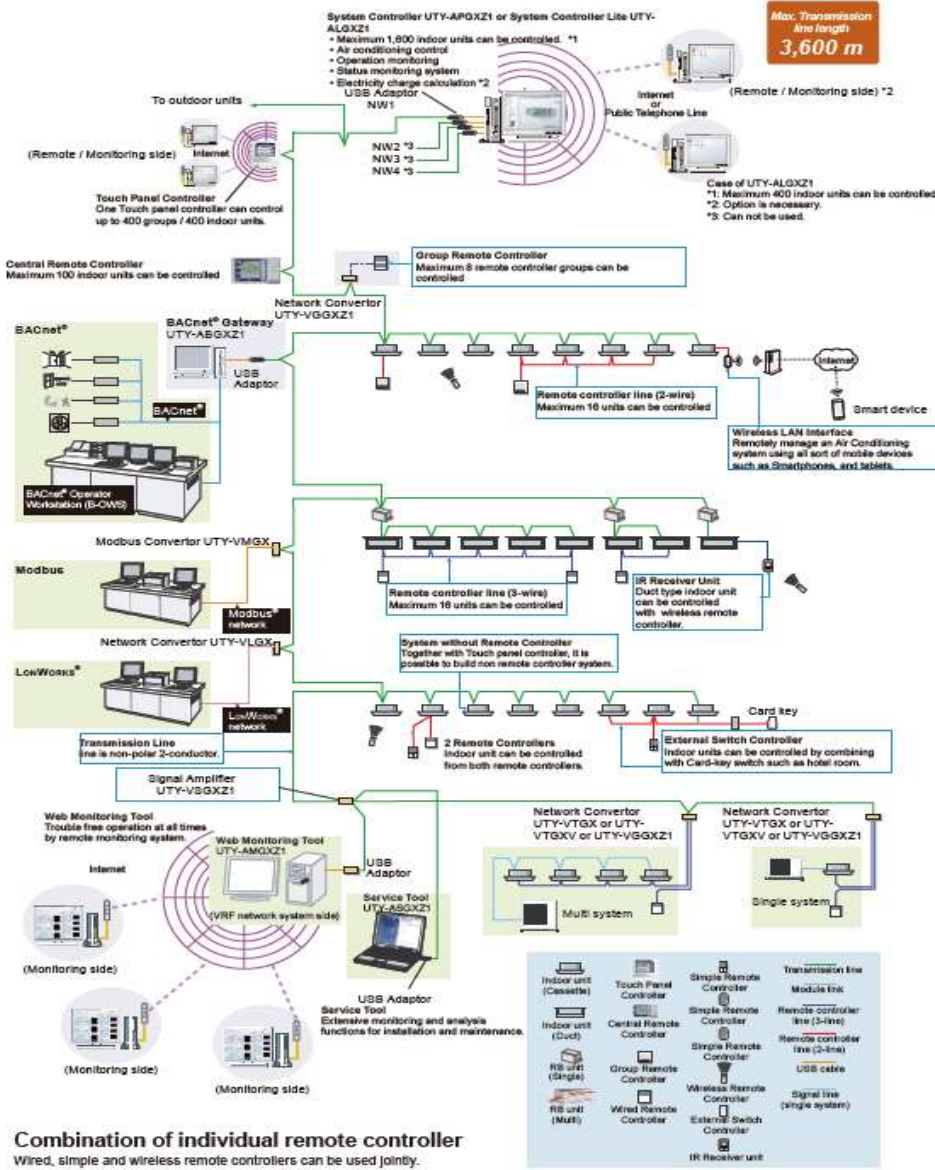 System Controller UTY-APGXZ1 or System Controller Lite UTY-
ALGXZ1
• Maximum 1,600 indoor units can be controlled. *1
• Air conditioning control
• Operation monitoring
• Status monitoring system
• Electricity charge calculation *2
USB Adaptor
NW1
NW2 *3
NW3 *3
NW4 *3
Max. Transmission
line length
3,600 m
Internet
or
Public Telephone Line
(Remote / Monitoring side) *2
Case of UTY-ALGXZ1
*1: Maximum 400 indoor units can be controlled
*2: Option is necessary.
*3: Can not be used.
To outdoor units
(Remote / Monitoring side)
Internet
Touch Panel Controller
One Touch panel controller can control
up to 400 groups / 400 indoor units.
Central Remote Controller
Maximum 100 indoor units can be controlled
Group Remote Controller
Maximum 8 remote controller groups can be
controlled
Network Convertor
UTY-VGGXZ1
BACnet®
BACnet® Gateway
UTY-ABGXZ1
USB
Adaptor
BACnet®
BACnet® Operator
Workstation (B-OWS)
Remote controller line (2-wire)
Maximum 16 units can be controlled
Internet
Smart device
Wireless LAN Interface
Remotely manage an Air Conditioning
system using all sort of mobile devices
such as Smartphones, and tablets.
Modbus Convertor UTY-VMGX
Modbus
Modbus®
network
Remote controller line (3-wire)
Maximum 16 units can be controlled
IR Receiver Unit
Duct type indoor unit
can be controlled
with wireless remote
controller.
Network Convertor UTY-VLGX
LONWORKS®
LONWORKS®
network
System without Remote Controller
Together with Touch panel controller, it is
possible to build non remote controller system.
Card key
Transmission Line
line is non-polar 2-conductor.
2 Remote Controllers
Indoor unit can be controlled
from both remote controllers.
External Switch Controller
Indoor units can be controlled by combining
with Card-key switch such as hotel room.
Signal Amplifier
UTY-VSGXZ1
Web Monitoring Tool
Trouble free operation at all times
by remote monitoring system.
Internet
Web Monitoring Tool
UTY-AMGXZ1
(VRF network system side)
USB
Adaptor
Service Tool
UTY-ASGXZ1
USB Adaptor
Service Tool
Extensive monitoring and analysis
functions for installation and maintenance.
(Monitoring side)
(Monitoring side)
(Monitoring side)
Network Convertor
UTY-VTGX or UTY-
VTGXV or UTY-VGGXZ1
Multi system
Network Convertor
UTY-VTGX or UTY-
VTGXV or UTY-VGGXZ1
Single system
Indoor unit
(Cassette)
Indoor unit
(Duct)
RB unit
(Single)
RB unit
(Multi)
Touch Panel
Controller
Central Remote
Controller
Group Remote
Controller
Wired Remote
Controller
Simple Remote
Controller
Simple Remote
Controller
Simple Remote
Controller
Wireless Remote
Controller
External Switch
Controller
IR Receiver unit
Transmission line
Module link
Remote controller
line (3-line)
Remote controller
line (2-line)
USB cable
Signal line
(single system)
Combination of individual remote controller
Wired, simple and wireless remote controllers can be used jointly.